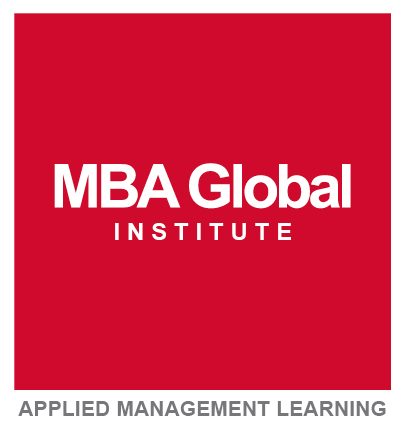 MBA Global
INSTITUTE
APPLIED MANAGEMENT LEARNING